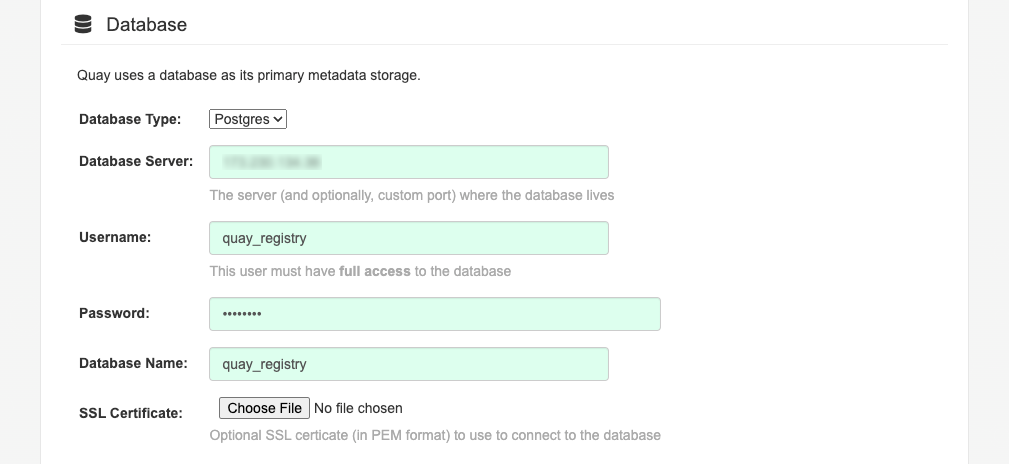 Database
Quay uses a database as its primary metadata storage.
Database Type: Postgres
Database Server:
The server (and optionally, custom port) where the database lives
Username: quay_registry
This user must have full access to the database
Password: ••••••••
Database Name: quay_registry
SSL Certificate: Choose File No file chosen
Optional SSL certicate (in PEM format) to use to connect to the database